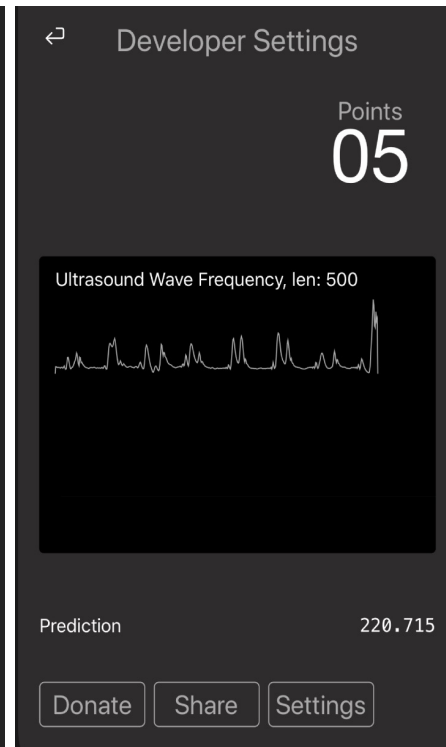 Developer Settings
Points
05
Ultrasound Wave Frequency, len: 500
Prediction 220.715
Donate Share Settings